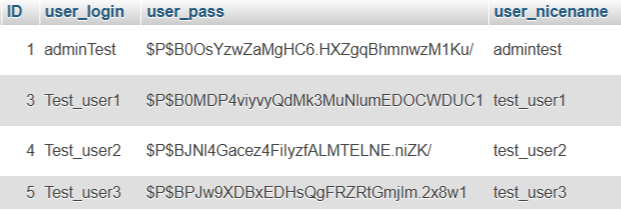 ID user_login user_pass user_nicename
1 adminTest $P$B0OsYzwZaMgHC6.HXZgqBhmnwzM1Ku/ admintest
3 Test_user1 $P$B0MDP4viyvyQdMk3MuNlumEDOCWDUC1 test_user1
4 Test_user2 $P$BJNl4Gacez4FilyzfALMTELNE.niZK/ test_user2
5 Test_user3 $P$BPJw9XDBxEDHsQgFRZRtGmjlm.2x8w1 test_user3